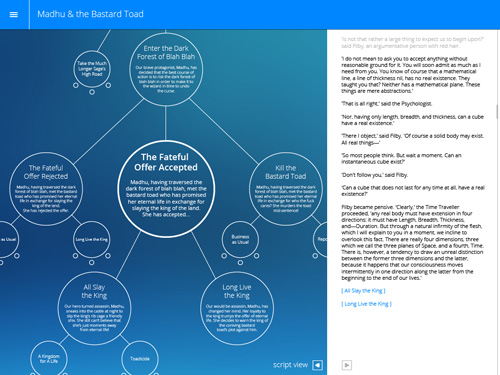 Madhu & the Bastard Toad
Take the Much
Longer Sage's
High Road
Enter the Dark
Forest of Blah Blah
Our brave protagonist, Madhu, has
decided that the best course of
action is to risk the dark forest of
blah blah in order to make it to
the wizard in time to undo
the curse.
The Fateful
Offer Rejected
Madhu, having traversed the dark
forest of blah blah, met the bastard
toad who has promised her eternal
life in exchange for slaying the king
of the land.
She has rejected the offer.
The Fateful
Offer Accepted
Madhu, having traversed the
dark forest of blah blah, met the
bastard toad who has promised
her eternal life in exchange for
slaying the king of the land.
She has accepted...
Kill the
Bastard Toad
Madhu, having traversed the dark
forest of blah blah, met the bastard
toad who has promised her eternal
life in exchange for who the fuck
cares? She murders the toad
mid-sentence!
as Usual
Long Live the King
Business
as Usual
All Slay
the King
Our hero turned assassin, Madhu,
sneaks into the castle at night to
slip the king's rib cage a friendly
shiv. She still can't believe that
she's just moments away
from eternal life!
Long Live
the King
Our would be assassin, Madhu, has
changed her mind. Her loyalty to
the king trumps the offer of eternal
life. She decides to warn the king of
the conniving bastard
toad's plot against him.
A Kingdom
for A Life
Toadicide
script view
'Is not that rather a large thing to expect us to begin upon?'
said Filby, an argumentative person with red hair.
'I do not mean to ask you to accept anything without
reasonable ground for it. You will soon admit as much as I
need from you. You know of course that a mathematical
line, a line of thickness nil, has no real existence. They
taught you that? Neither has a mathematical plane. These
things are mere abstractions.'
'That is all right,' said the Psychologist.
'Nor, having only length, breadth, and thickness, can a cube
have a real existence.'
'There I object,' said Filby. 'Of course a solid body may exist.
All real things—'
'So most people think. But wait a moment. Can an
instantaneous cube exist?'
'Don't follow you,' said Filby.
'Can a cube that does not last for any time at all, have a real
existence?'
Filby became pensive. 'Clearly,' the Time Traveller
proceeded, 'any real body must have extension in four
directions: it must have Length, Breadth, Thickness,
and—Duration. But through a natural infirmity of the flesh,
which I will explain to you in a moment, we incline to
overlook this fact. There are really four dimensions, three
which we call the three planes of Space, and a fourth, Time.
There is, however, a tendency to draw an unreal distinction
between the former three dimensions and the latter,
because it happens that our consciousness moves
intermittently in one direction along the latter from the
beginning to the end of our lives.'
[ All Slay the King ]
[ Long Live the King ]